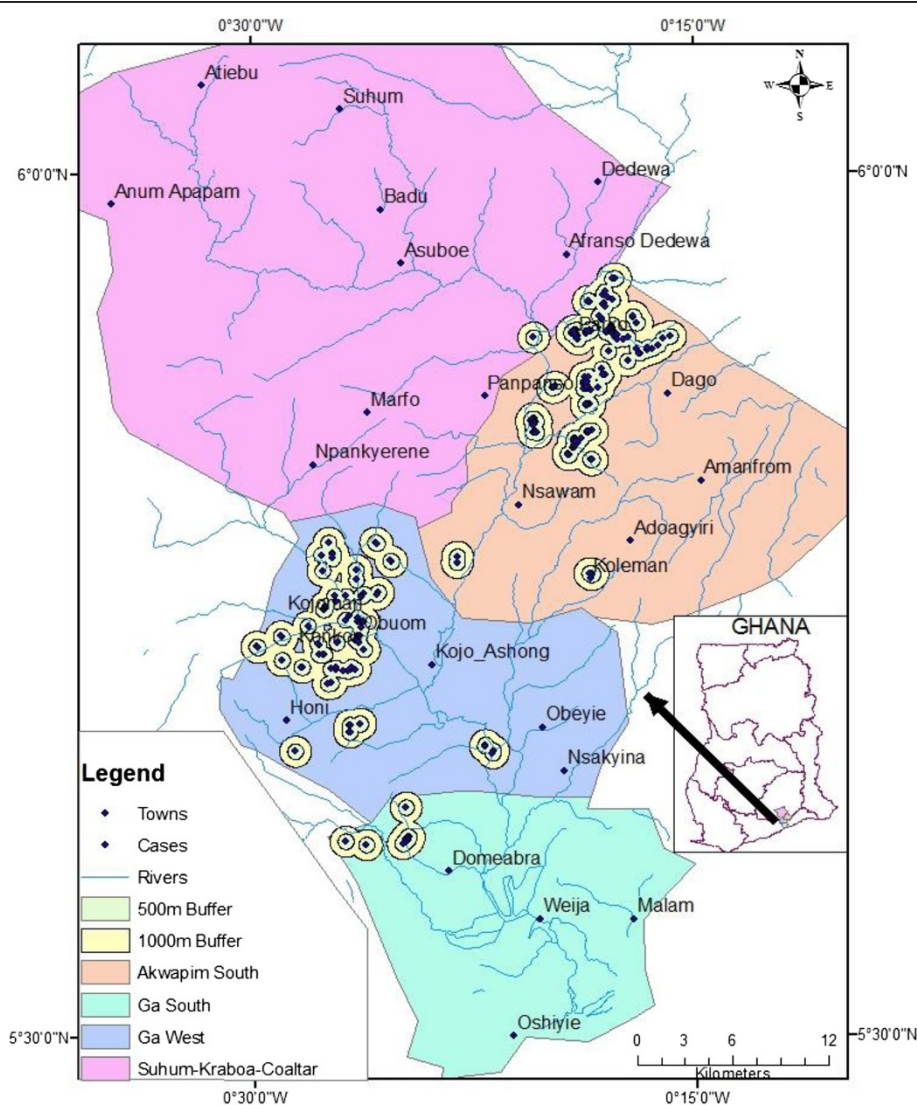 0°30'0"W
0°15'0"W
Atiebu
Suhum
N
W
E
S
6°0'0"N
6°0'0"N
Dedewa
Anum Apapam
Badu
Afranso Dedewa
Asuboe
Panpanso
Dago
Marfo
Npankyerene
Amanfrom
Nsawam
Adoagyiri
Koleman
Obuom
Kojo_Ashong
GHANA
Honi
Obeyie
Nsakyina
Legend
Towns
Cases
Rivers
500m Buffer
1000m Buffer
Akwapim South
Ga South
Ga West
Suhum-Kraboa-Coaltar
Domeabra
Weija
Malam
Oshiyie
5°30'0"N
5°30'0"N
0 3 6 12
Kilometers
0°30'0"W
0°15'0"W